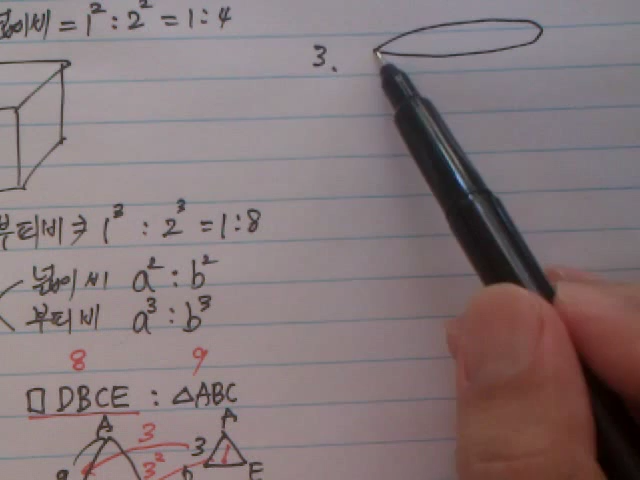 넓이비 = 1² : 2² = 1 : 4
3.
부피비 ⇒ 1³ : 2³ = 1 : 8
넓이비 a² : b²
부피비 a³ : b³
8 9
□ DBCE : △ABC
A 3 A
3
3² 1
E